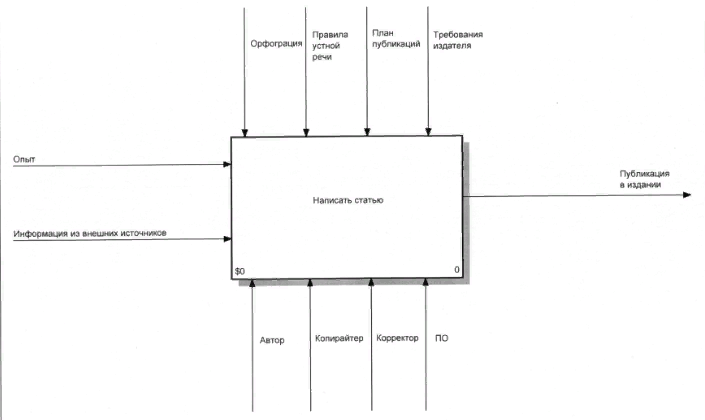 Орфограция
Правила
устной
речи
План
публикаций
Требования
издателя
Опыт
Информация из внешних источников
Написать статью
$0
0
Публикация
в издании
Автор
Копирайтер
Корректор
ПО